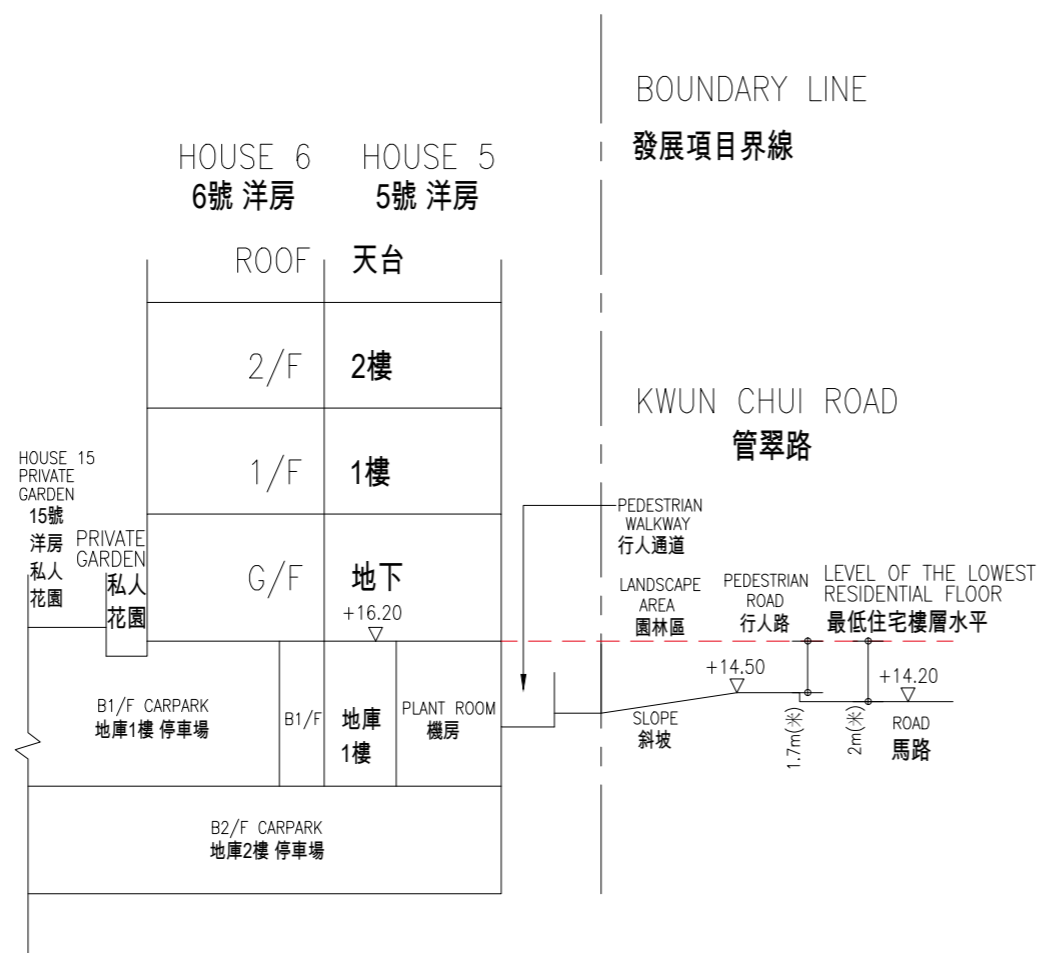 BOUNDARY LINE
發展項目界線
HOUSE 6
6號 洋房
HOUSE 5
5號 洋房
ROOF 天台
2/F 2樓
KWUN CHUI ROAD
管翠路
1/F 1樓
HOUSE 15
PRIVATE
GARDEN
15號
洋房
私人
花園
PRIVATE
GARDEN
私人
花園
G/F 地下
+16.20
PEDESTRIAN
WALKWAY
行人通道
LANDSCAPE
AREA
園林區
PEDESTRIAN
ROAD
行人路
LEVEL OF THE LOWEST
RESIDENTIAL FLOOR
最低住宅樓層水平
+14.50
+14.20
B1/F CARPARK
地庫1樓 停車場
B1/F
地庫
1樓
PLANT ROOM
機房
SLOPE
斜坡
1.7m(米)
2m(米)
ROAD
馬路
B2/F CARPARK
地庫2樓 停車場